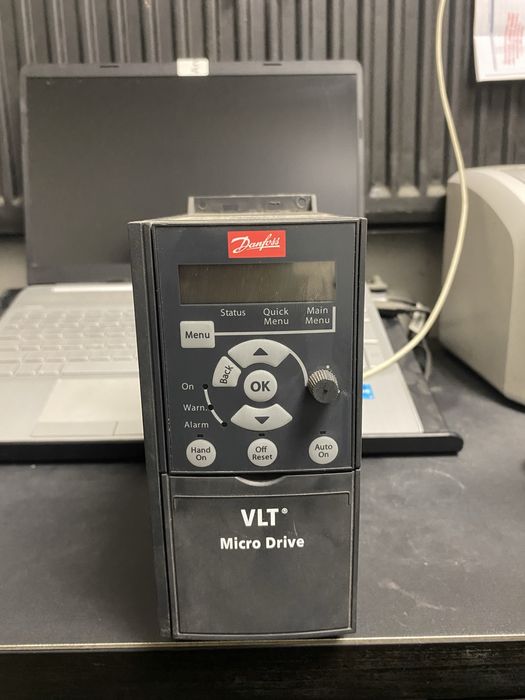 Danfoss
Status Quick Menu Main Menu
Menu
Back
OK
On
Warn.
Alarm
Hand On
Off Reset
Auto On
VLT®
Micro Drive